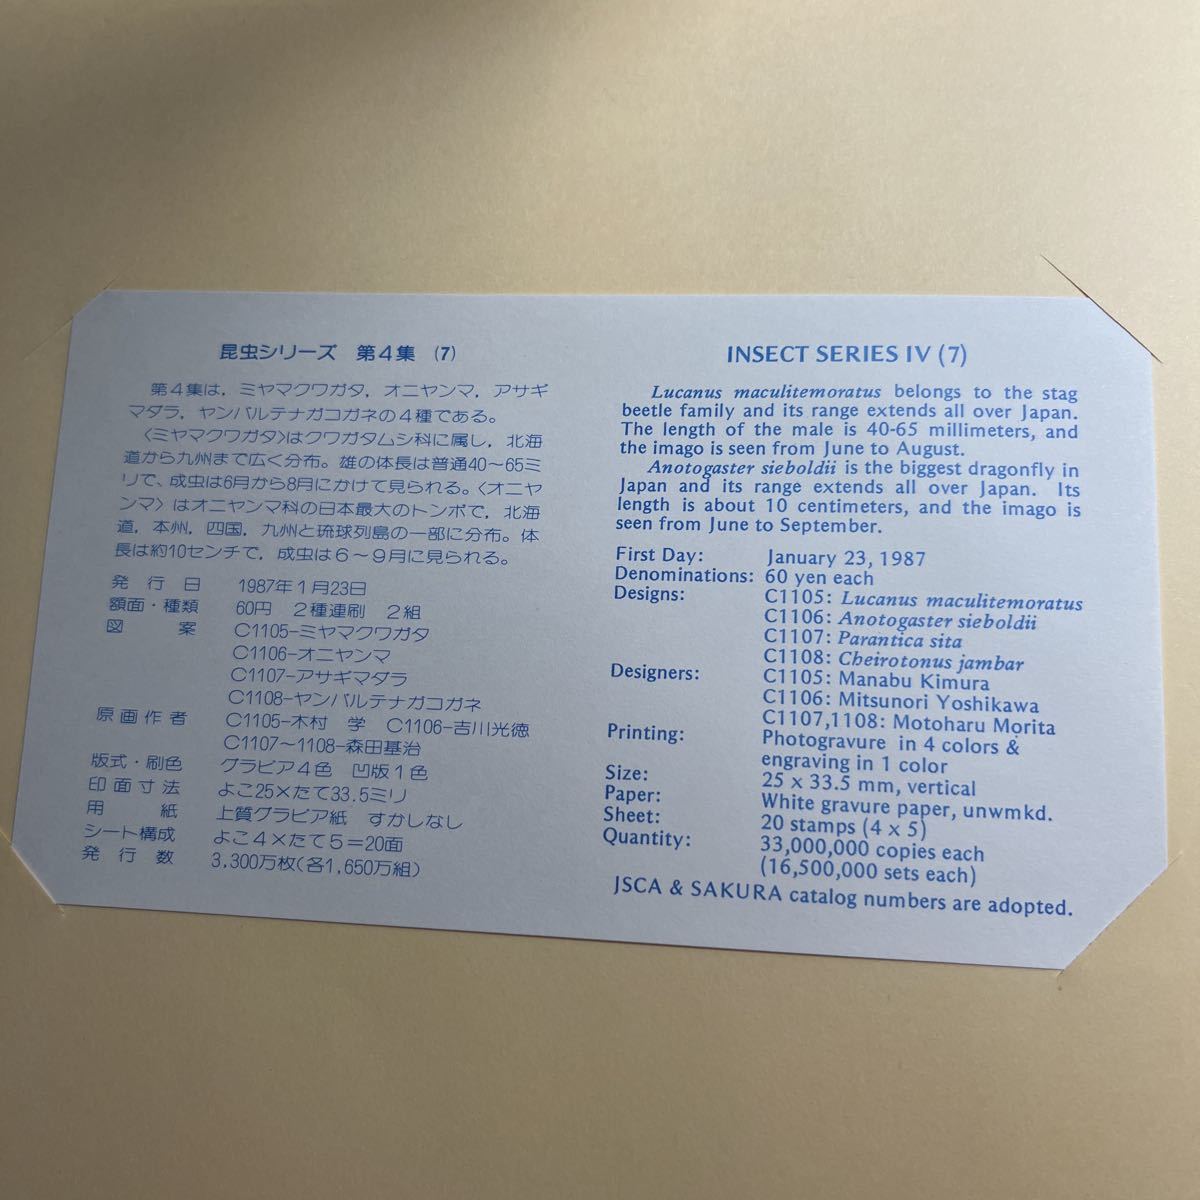 昆虫シリーズ 第4集 (7)
第4集は，ミヤマクワガタ，オニヤンマ，アサギ
マダラ，ヤンバルテナガコガネの4種である。
〈ミヤマクワガタ〉はクワガタムシ科に属し，北海
道から九州まで広く分布。雄の体長は普通40〜65ミ
リで、成虫は6月から8月にかけて見られる。〈オニヤ
ンマ〉はオニヤンマ科の日本最大のトンボで，北海
道，本州，四国，九州と琉球列島の一部に分布。体
長は約10センチで，成虫は6〜9月に見られる。
発行日 1987年1月23日
額面・種類 60円 2種連刷 2組
図案 C1105-ミヤマクワガタ
C1106-オニヤンマ
C1107-アサギマダラ
C1108-ヤンバルテナガコガネ
原画作者 C1105-木村 学 C1106-吉川光徳
C1107〜1108-森田基治
版式・刷色 グラビア4色 凹版1色
印面寸法 よこ25×たて33.5ミリ
用紙 上質グラビア紙 すかしなし
シート構成 よこ4×たて5＝20面
発行数 3,300万枚(各1,650万組)
INSECT SERIES IV (7)
Lucanus maculitemoratus belongs to the stag
beetle family and its range extends all over Japan.
The length of the male is 40-65 millimeters, and
the imago is seen from June to August.
Anotogaster sieboldii is the biggest dragonfly in
Japan and its range extends all over Japan. Its
length is about 10 centimeters, and the imago is
seen from June to September.
First Day: January 23, 1987
Denominations: 60 yen each
Designs: C1105: Lucanus maculitemoratus
C1106: Anotogaster sieboldii
C1107: Parantica sita
C1108: Cheirotonus jambar
Designers: C1105: Manabu Kimura
C1106: Mitsunori Yoshikawa
C1107,1108: Motoharu Morita
Printing: Photogravure in 4 colors &
engraving in 1 color
Size: 25 x 33.5 mm, vertical
Paper: White gravure paper, unwmkd.
Sheet: 20 stamps (4 x 5)
Quantity: 33,000,000 copies each
(16,500,000 sets each)
JSCA & SAKURA catalog numbers are adopted.